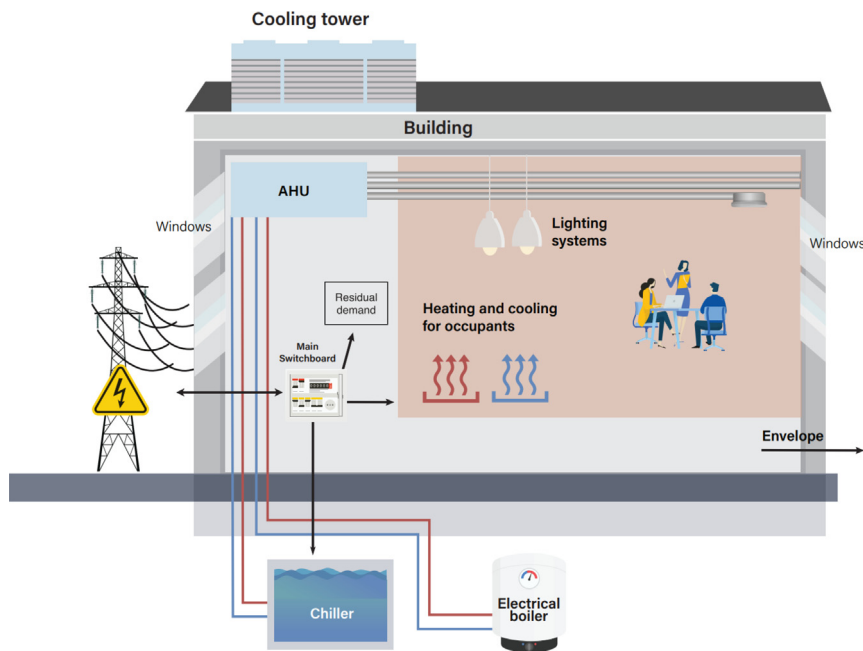 Cooling tower
Building
AHU
Windows
Lighting
systems
Windows
Residual
demand
Heating and cooling
for occupants
Main
Switchboard
Envelope
Chiller
Electrical
boiler